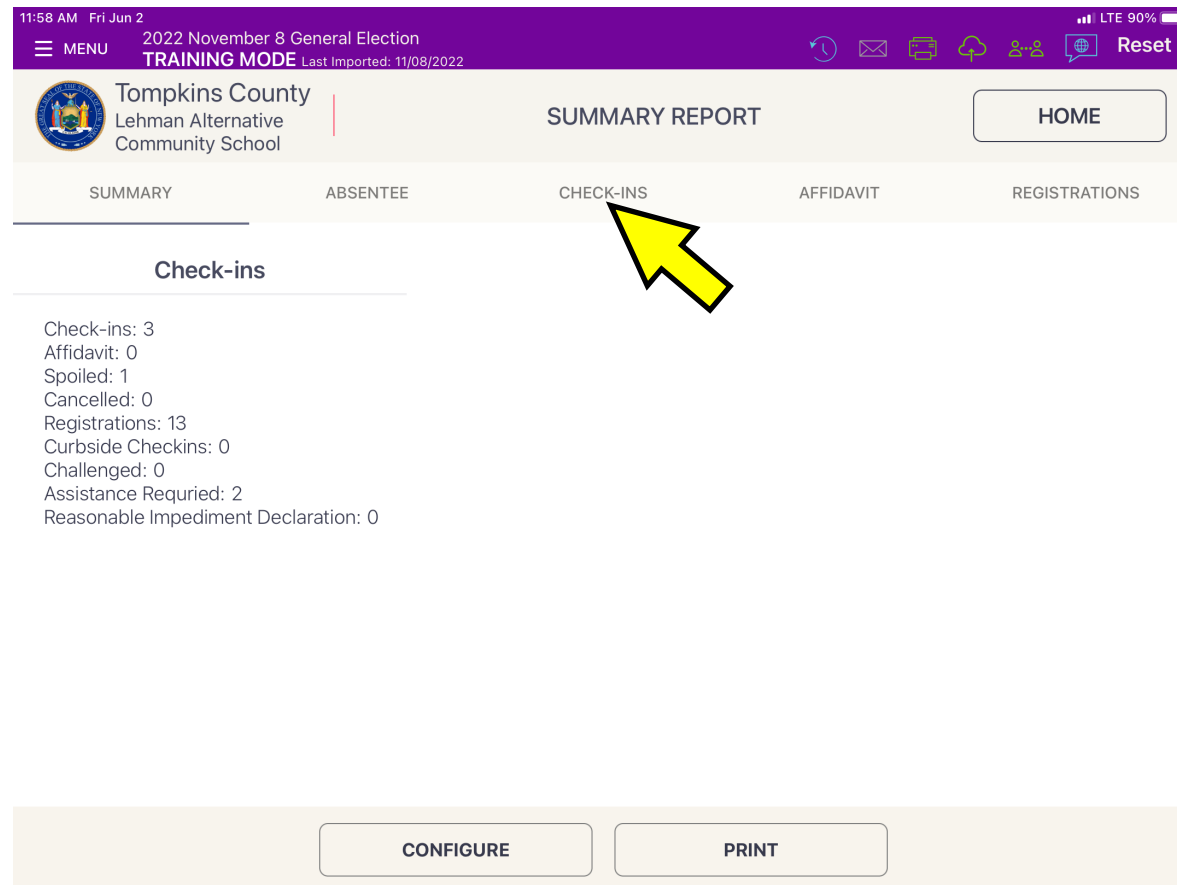 11:58 AM Fri Jun 2
LTE 90%
MENU
2022 November 8 General Election
TRAINING MODE Last Imported: 11/08/2022
Reset
Tompkins County
Lehman Alternative
Community School
SUMMARY REPORT
HOME
SUMMARY
ABSENTEE
CHECK-INS
AFFIDAVIT
REGISTRATIONS
Check-ins
Check-ins: 3
Affidavit: 0
Spoiled: 1
Cancelled: 0
Registrations: 13
Curbside Checkins: 0
Challenged: 0
Assistance Requried: 2
Reasonable Impediment Declaration: 0
CONFIGURE
PRINT